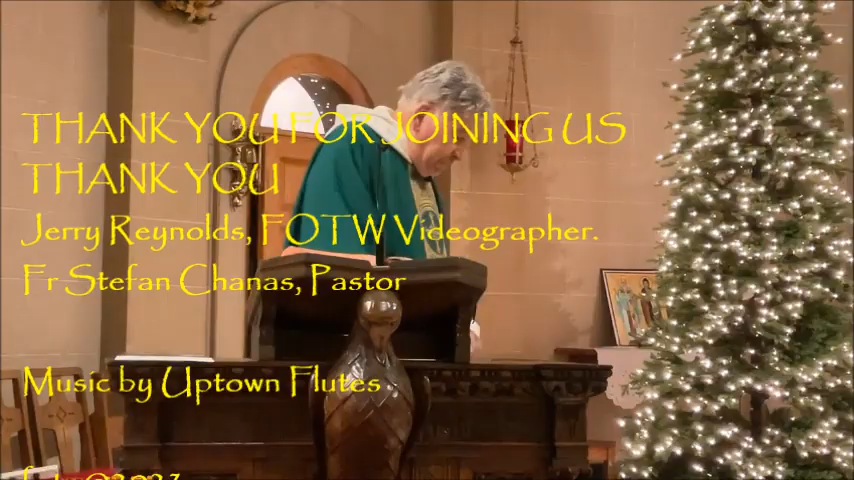 THANK YOU FOR JOINING US
THANK YOU
Jerry Reynolds, FOTW Videographer.
Fr Stefan Chanas, Pastor
Music by Uptown Flutes